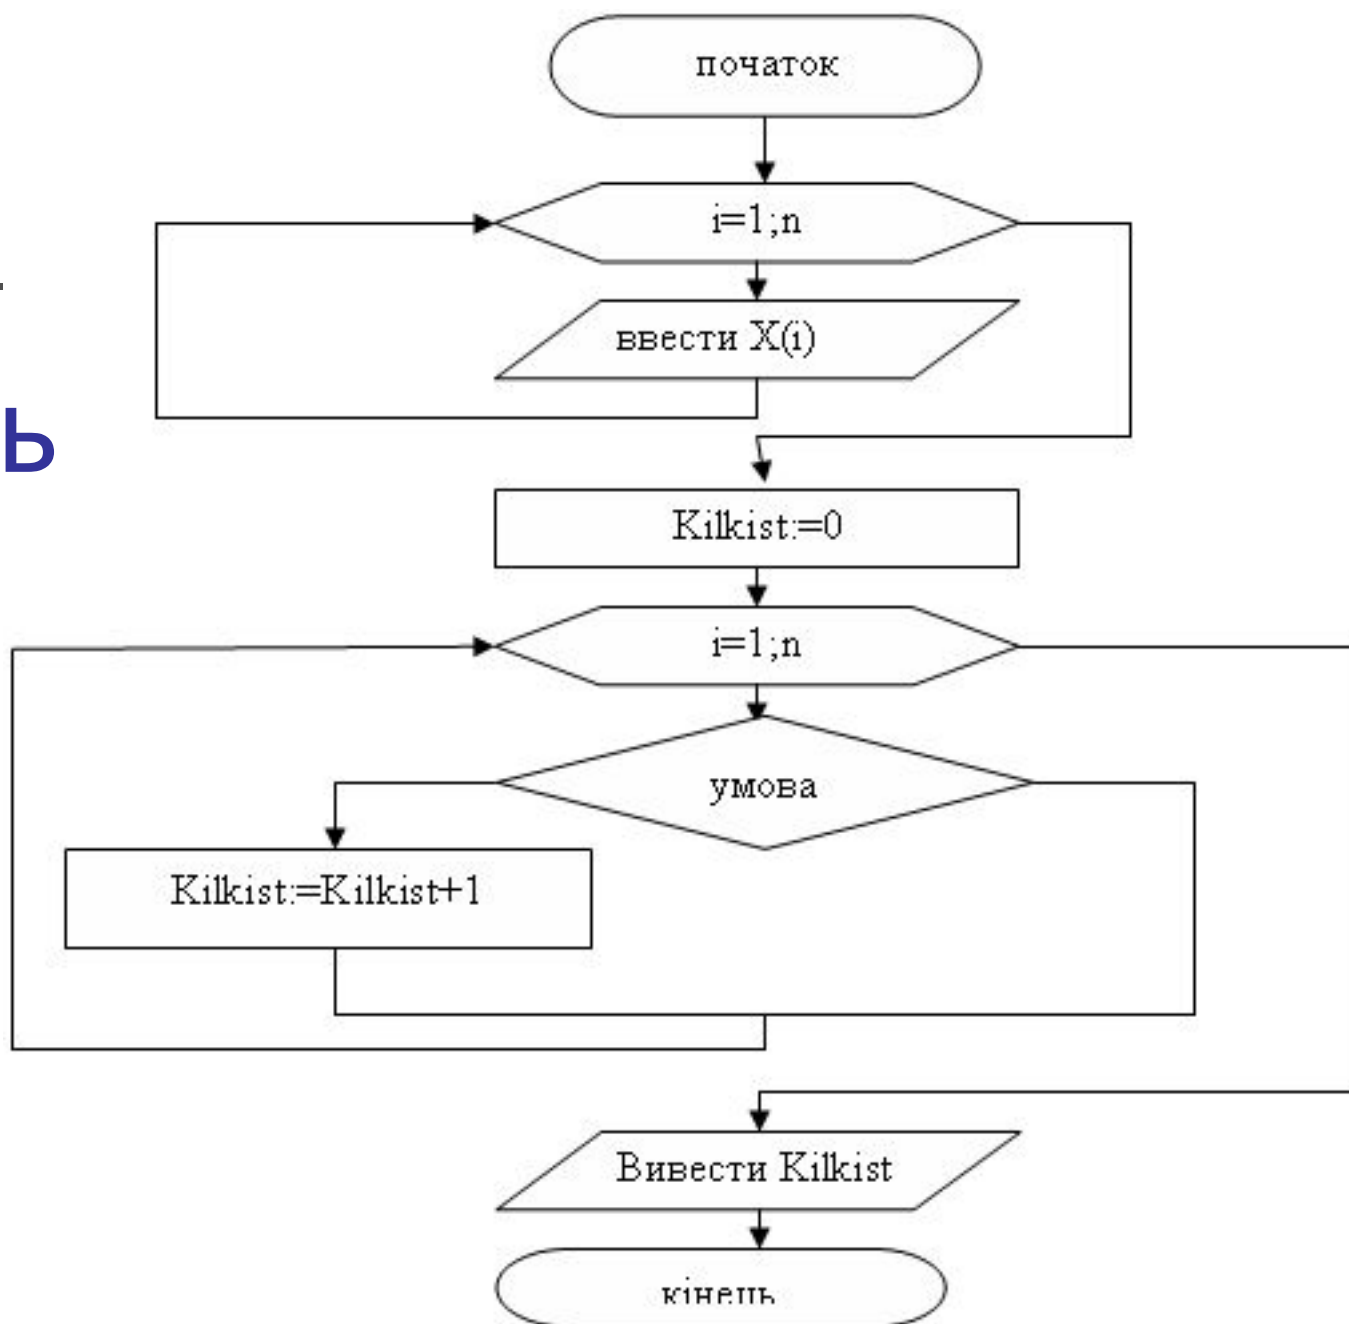 початок
i=1;n
ввести X(i)
ь
Kilkist:=0
i=1;n
умова
Kilkist:=Kilkist+1
Вивести Kilkist
кінець